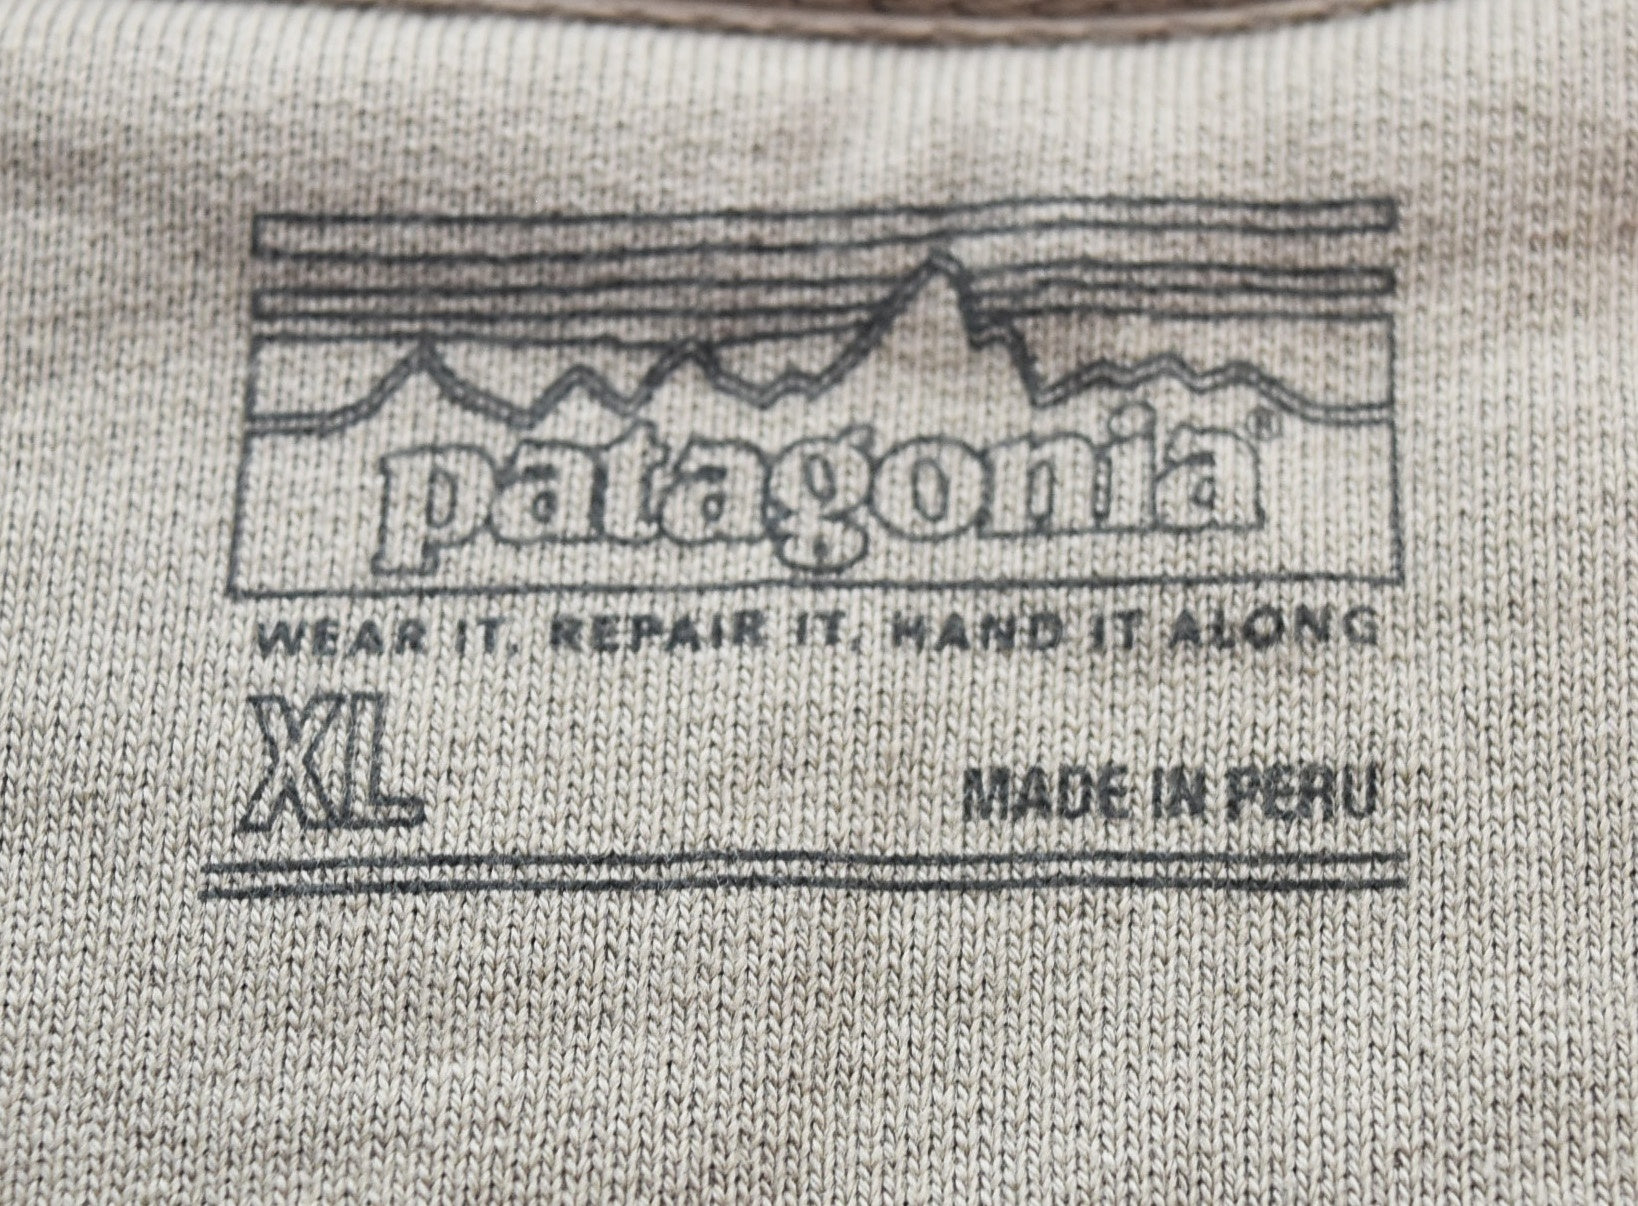 patagonia®
WEAR IT, REPAIR IT, HAND IT ALONG
XL
MADE IN PERU